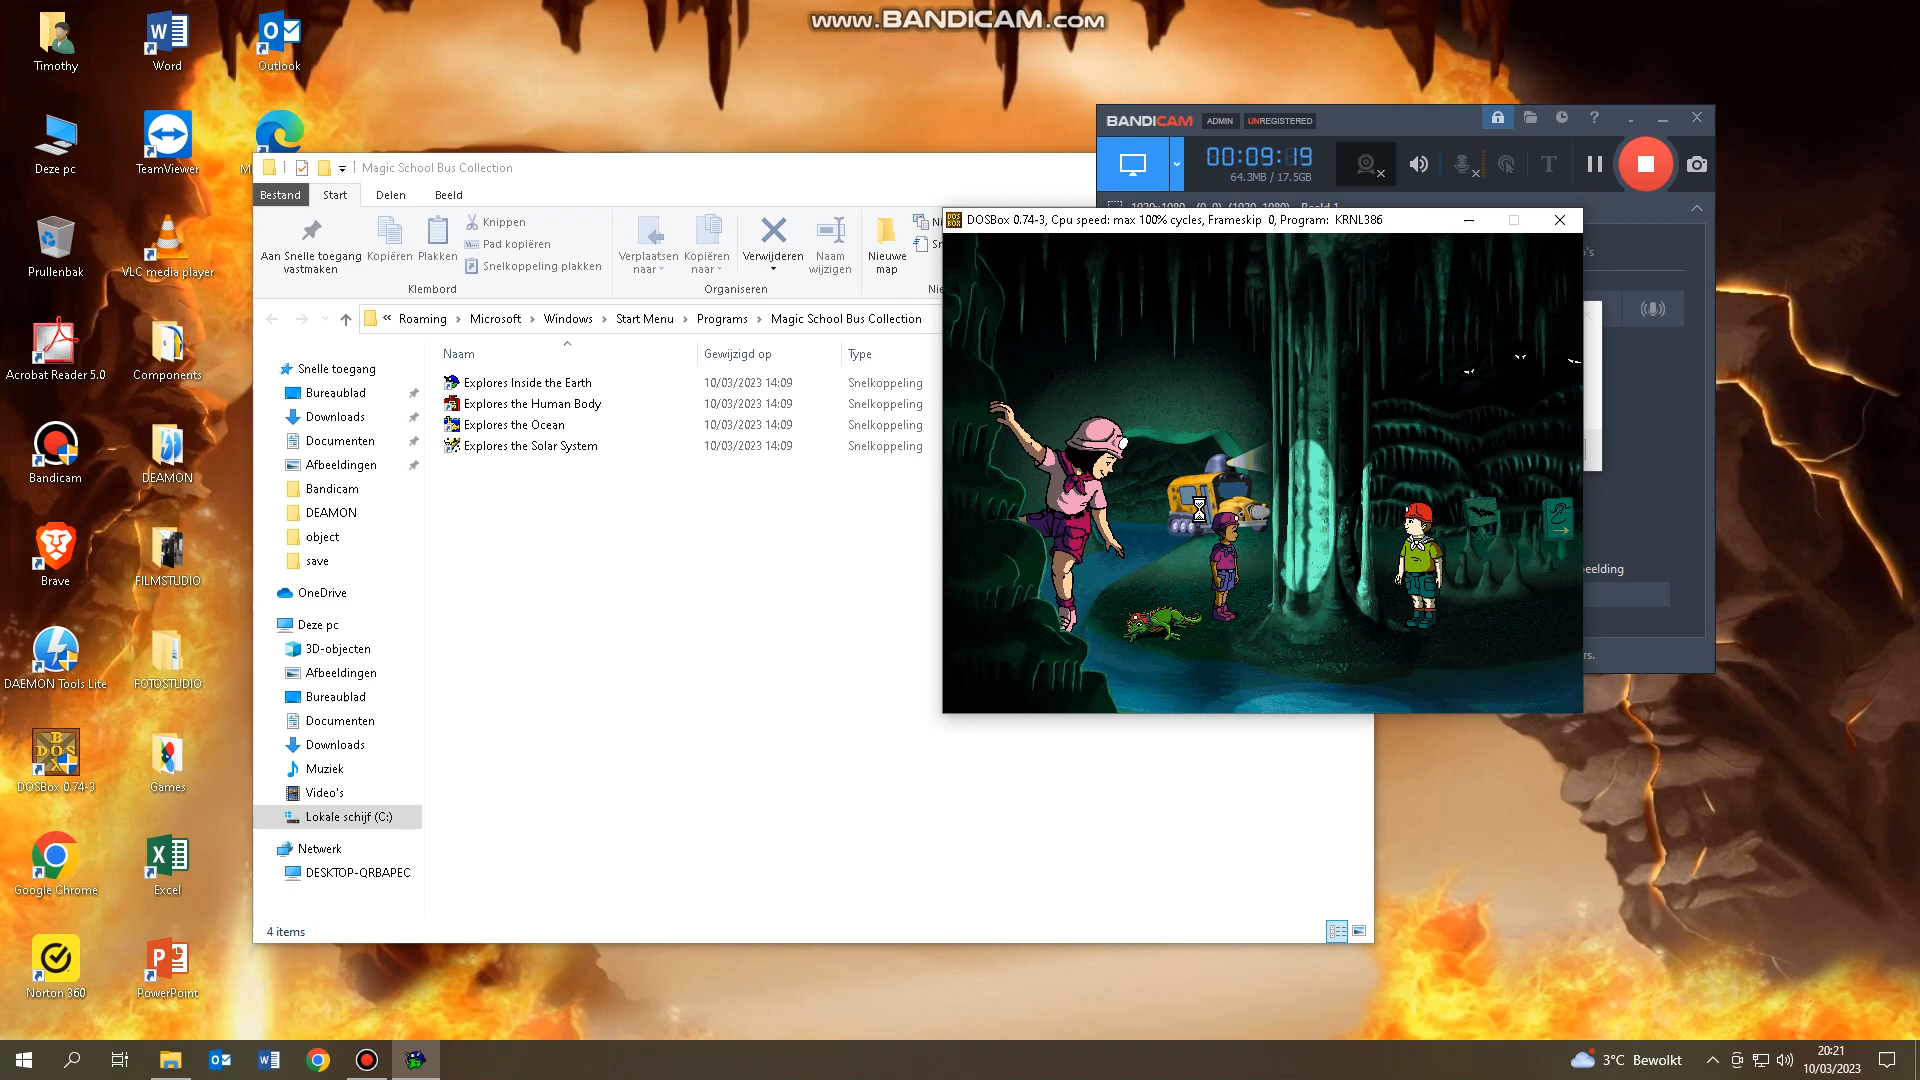 www.BANDICAM.com
Timothy
Word
Outlook
Deze pc
TeamViewer
Prullenbak
VLC media player
Acrobat Reader 5.0
Components
Bandicam
DEAMON
Brave
FILMSTUDIO
DAEMON Tools Lite
FOTOSTUDIO
DOSBox 0.74-3
Games
Google Chrome
Excel
Norton 360
PowerPoint
Magic School Bus Collection
Bestand
Start
Delen
Beeld
Aan Snelle toegang vastmaken
Kopiëren
Plakken
Knippen
Pad kopiëren
Snelkoppeling plakken
Klembord
Verplaatsen naar
Kopiëren naar
Verwijderen
Naam wijzigen
Organiseren
Nieuwe map
« Roaming > Microsoft > Windows > Start Menu > Programs > Magic School Bus Collection
Naam
Gewijzigd op
Type
Explores Inside the Earth 10/03/2023 14:09 Snelkoppeling
Explores the Human Body 10/03/2023 14:09 Snelkoppeling
Explores the Ocean 10/03/2023 14:09 Snelkoppeling
Explores the Solar System 10/03/2023 14:09 Snelkoppeling
Snelle toegang
Bureaublad
Downloads
Documenten
Afbeeldingen
Bandicam
DEAMON
object
save
OneDrive
Deze pc
3D-objecten
Afbeeldingen
Bureaublad
Documenten
Downloads
Muziek
Video's
Lokale schijf (C:)
Netwerk
DESKTOP-QRBAPEC
4 items
BANDICAM ADMIN UNREGISTERED
00:09:19
64.3MB / 17.5GB
DOSBox 0.74-3, Cpu speed: max 100% cycles, Frameskip 0, Program: KRNL386
3°C Bewolkt
20:21
10/03/2023